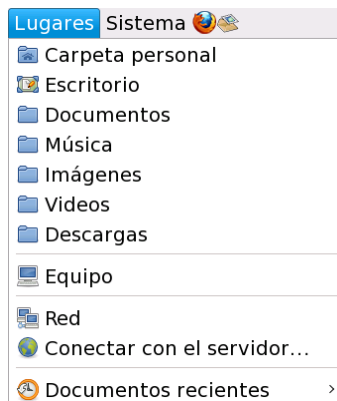 Lugares Sistema
Carpeta personal
Escritorio
Documentos
Música
Imágenes
Videos
Descargas
Equipo
Red
Conectar con el servidor...
Documentos recientes